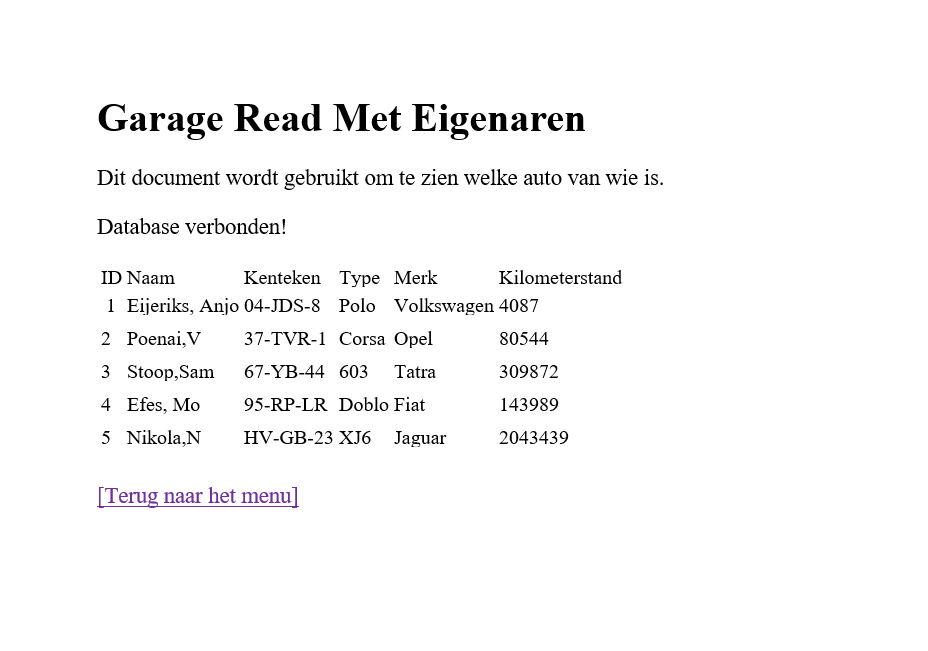 Garage Read Met Eigenaren
Dit document wordt gebruikt om te zien welke auto van wie is.
Database verbonden!
ID Naam Kenteken Type Merk Kilometerstand
1 Eijeriks, Anjo 04-JDS-8 Polo Volkswagen 4087
2 Poenai,V 37-TVR-1 Corsa Opel 80544
3 Stoop,Sam 67-YB-44 603 Tatra 309872
4 Efes, Mo 95-RP-LR Doblo Fiat 143989
5 Nikola,N HV-GB-23 XJ6 Jaguar 2043439
[Terug naar het menu]